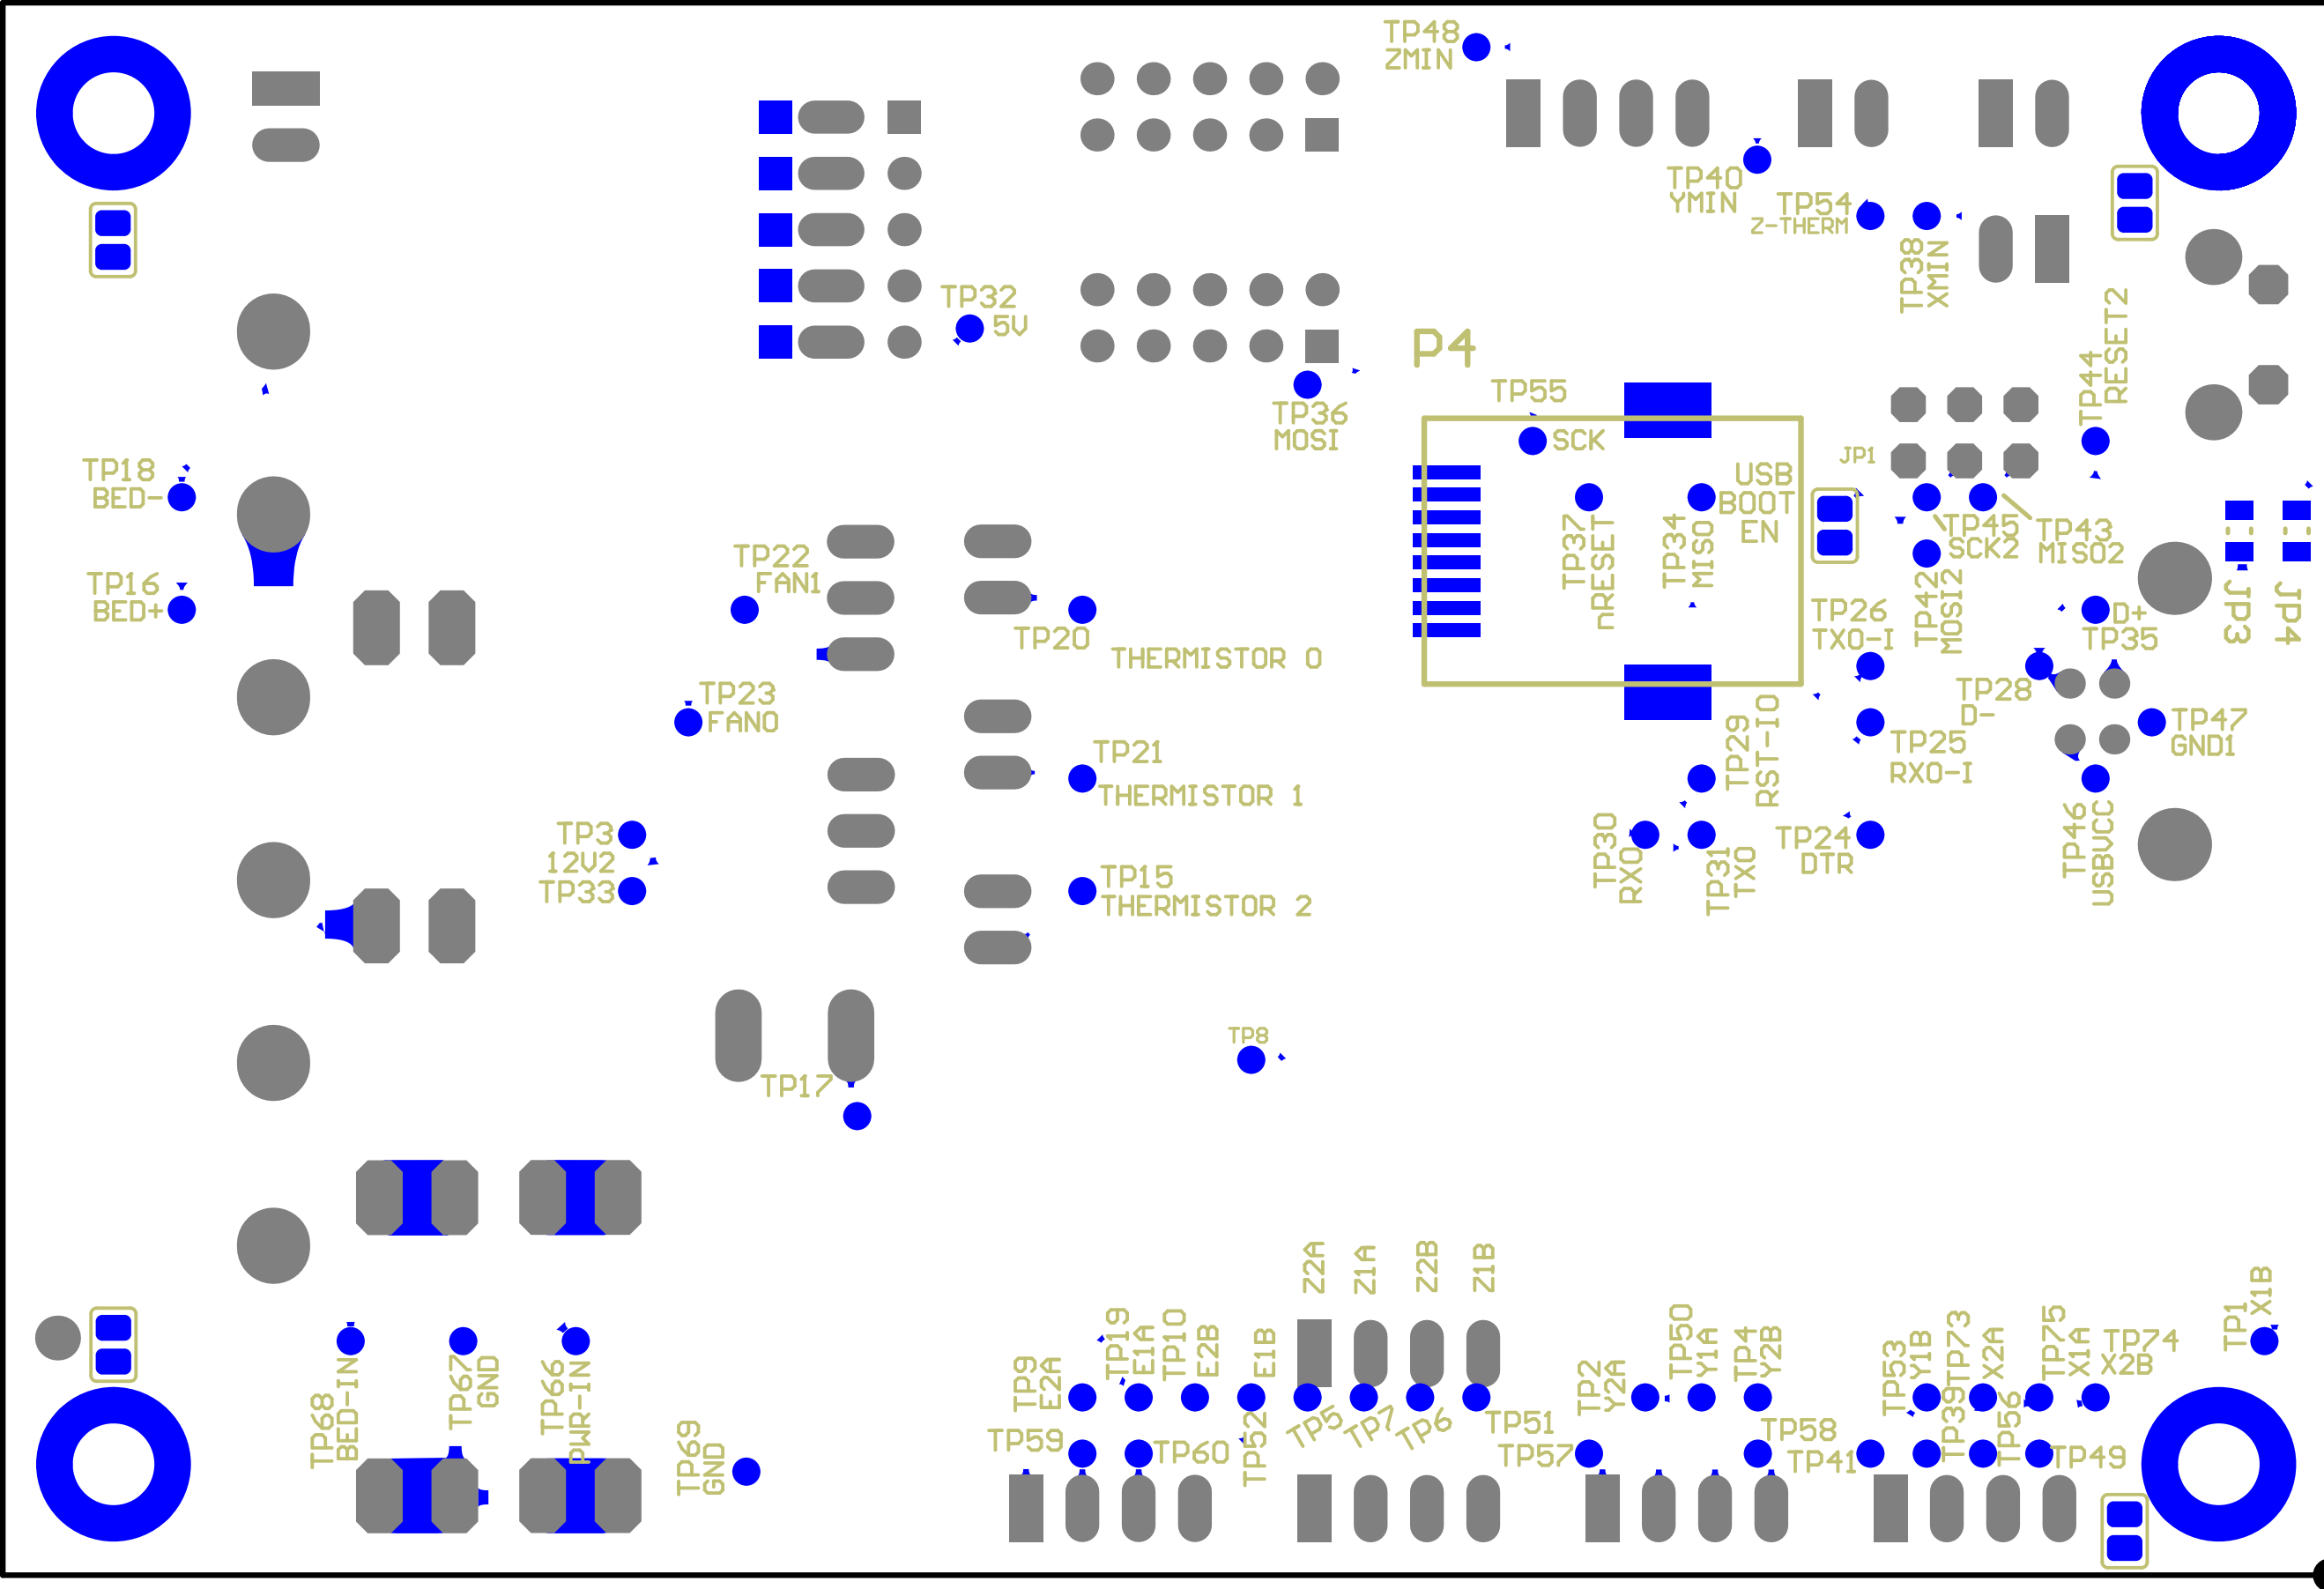 TP48
ZMIN
TP40
YMIN
TP54
Z-THERM
TP38
XMIN
TP32
5V
P4
TP36
MOSI
TP55
SCK
TP44
RESET2
TP18
BED-
JP1
USB
BOOT
EN
TP37
nRESET
TP34
MISO
TP45
SCK2
TP43
MISO2
TP22
FAN1
TP16
BED+
TP42
MOSI2
JP3
JP4
TP26
TX0-I
D+
TP35
TP20
THERMISTOR 0
TP23
FAN0
TP28
D-
TP47
GND1
TP29
RST-IO
TP25
RX0-I
TP21
THERMISTOR 1
TP3
12V2
TP33
TP30
RX0
TP31
TX0
TP24
DTR
TP46
USBVCC
TP15
THERMISTOR 2
TP8
TP17
Z2A
Z1A
Z2B
Z1B
TP1
X1B
TP68
BED-IN
TP67
GND
TP66
PWR-IN
TP69
GND
TP9
E2A
TP19
E1A
TP10
E2B
E1B
TP59
TP60
TP52
TP5
TP7
TP6
TP51
TP57
TP2
Y2A
TP50
Y1A
TP4
Y2B
TP58
TP41
TP53
Y1B
TP39
TP73
X2A
TP56
TP75
X1A
TP74
X2B
TP49